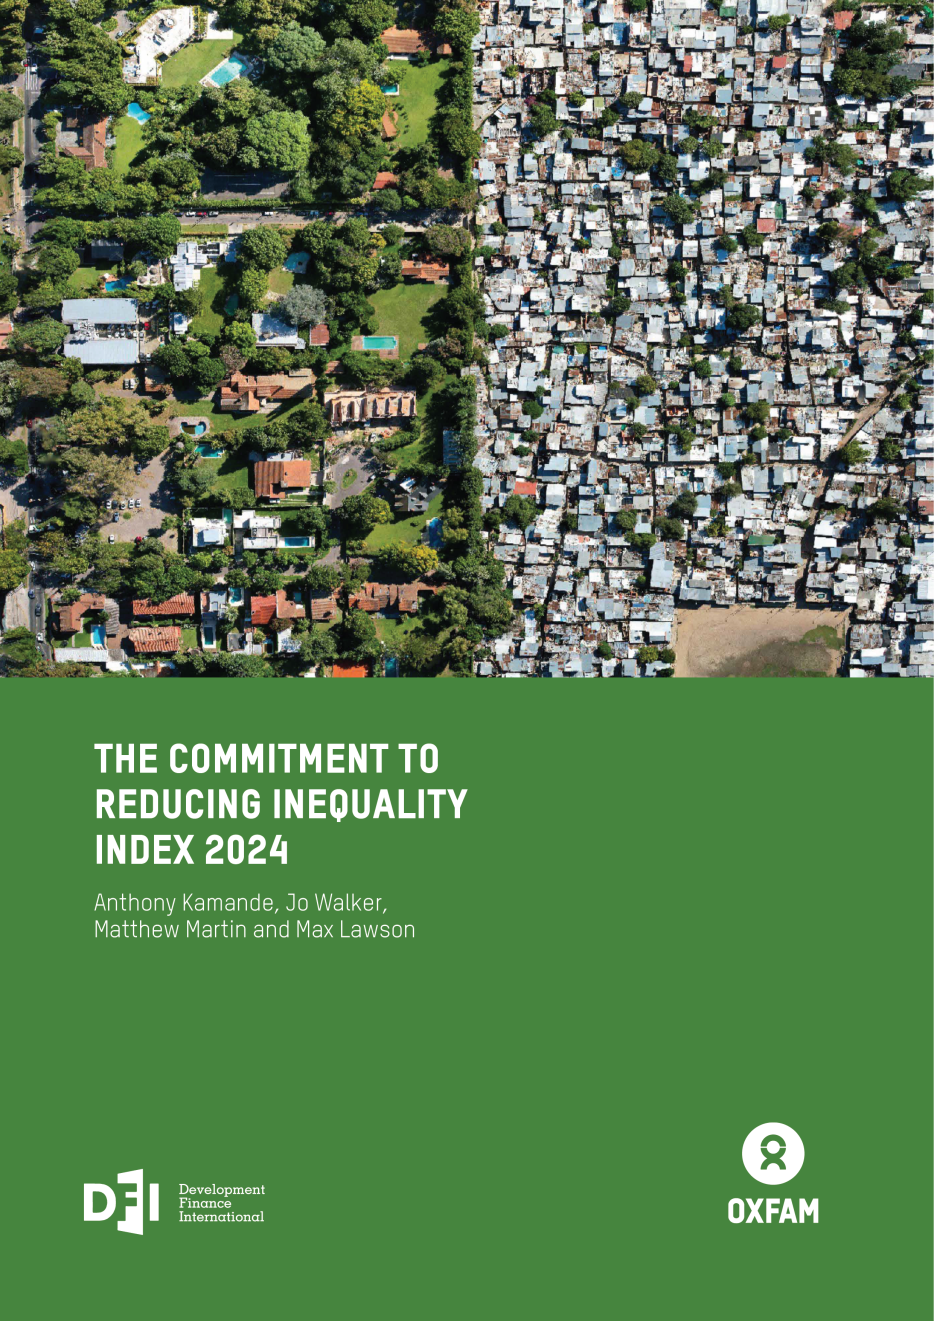 THE COMMITMENT TO
REDUCING INEQUALITY
INDEX 2024
Anthony Kamande, Jo Walker,
Matthew Martin and Max Lawson
DFI
Development
Finance
International
OXFAM